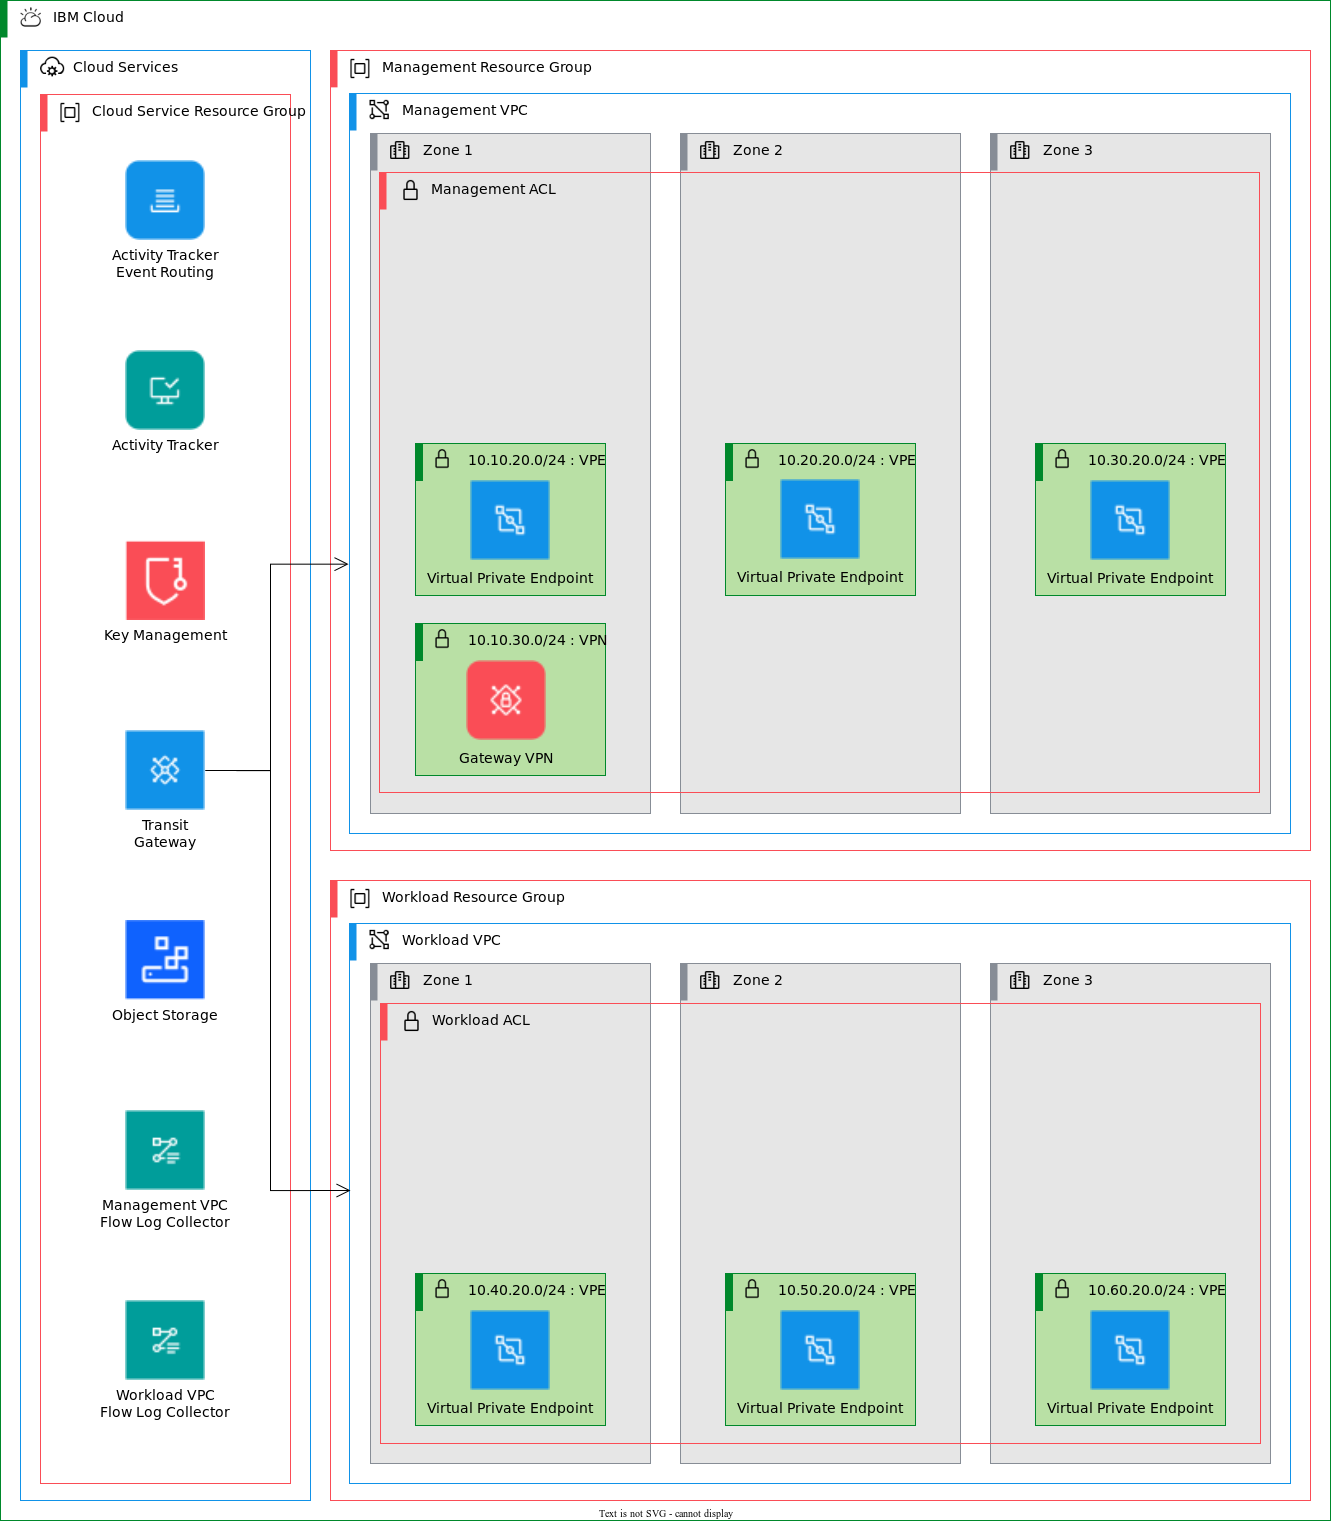 IBM Cloud
Cloud Services
Cloud Service Resource Group
Activity Tracker
Event Routing
Activity Tracker
Key Management
Transit
Gateway
Object Storage
Management VPC
Flow Log Collector
Workload VPC
Flow Log Collector
Management Resource Group
Management VPC
Zone 1
Zone 2
Zone 3
Management ACL
10.10.20.0/24 : VPE
Virtual Private Endpoint
10.20.20.0/24 : VPE
Virtual Private Endpoint
10.30.20.0/24 : VPE
Virtual Private Endpoint
10.10.30.0/24 : VPN
Gateway VPN
Workload Resource Group
Workload VPC
Zone 1
Zone 2
Zone 3
Workload ACL
10.40.20.0/24 : VPE
Virtual Private Endpoint
10.50.20.0/24 : VPE
Virtual Private Endpoint
10.60.20.0/24 : VPE
Virtual Private Endpoint
Text is not SVG - cannot display